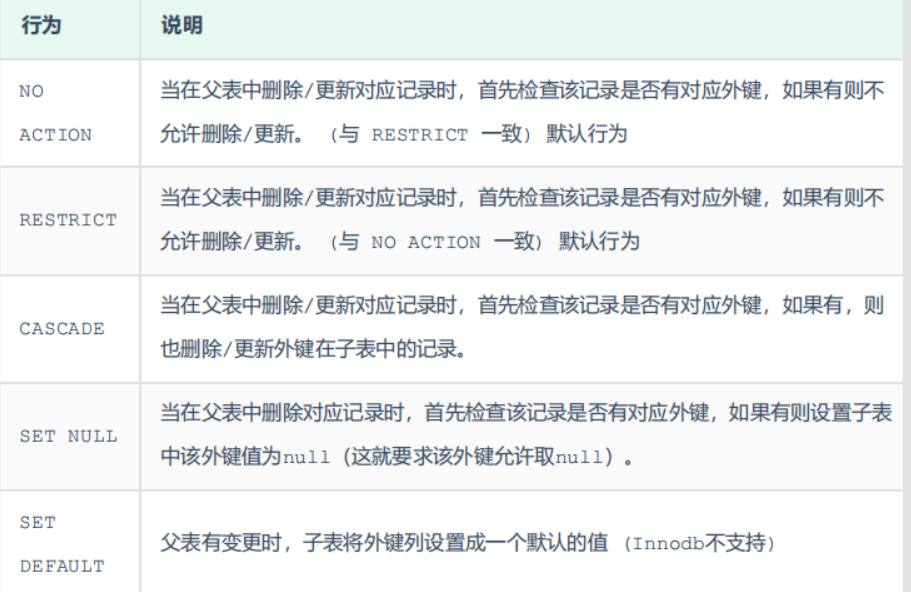 行为 说明
NO
ACTION
当在父表中删除/更新对应记录时，首先检查该记录是否有对应外键，如果有则不
允许删除/更新。（与 RESTRICT 一致）默认行为
RESTRICT
当在父表中删除/更新对应记录时，首先检查该记录是否有对应外键，如果有则不
允许删除/更新。（与 NO ACTION 一致）默认行为
CASCADE
当在父表中删除/更新对应记录时，首先检查该记录是否有对应外键，如果有，则
也删除/更新外键在子表中的记录。
SET NULL
当在父表中删除对应记录时，首先检查该记录是否有对应外键，如果有则设置子表
中该外键值为null（这就要求该外键允许取null）。
SET
DEFAULT
父表有变更时，子表将外键列设置成一个默认的值（Innodb不支持）